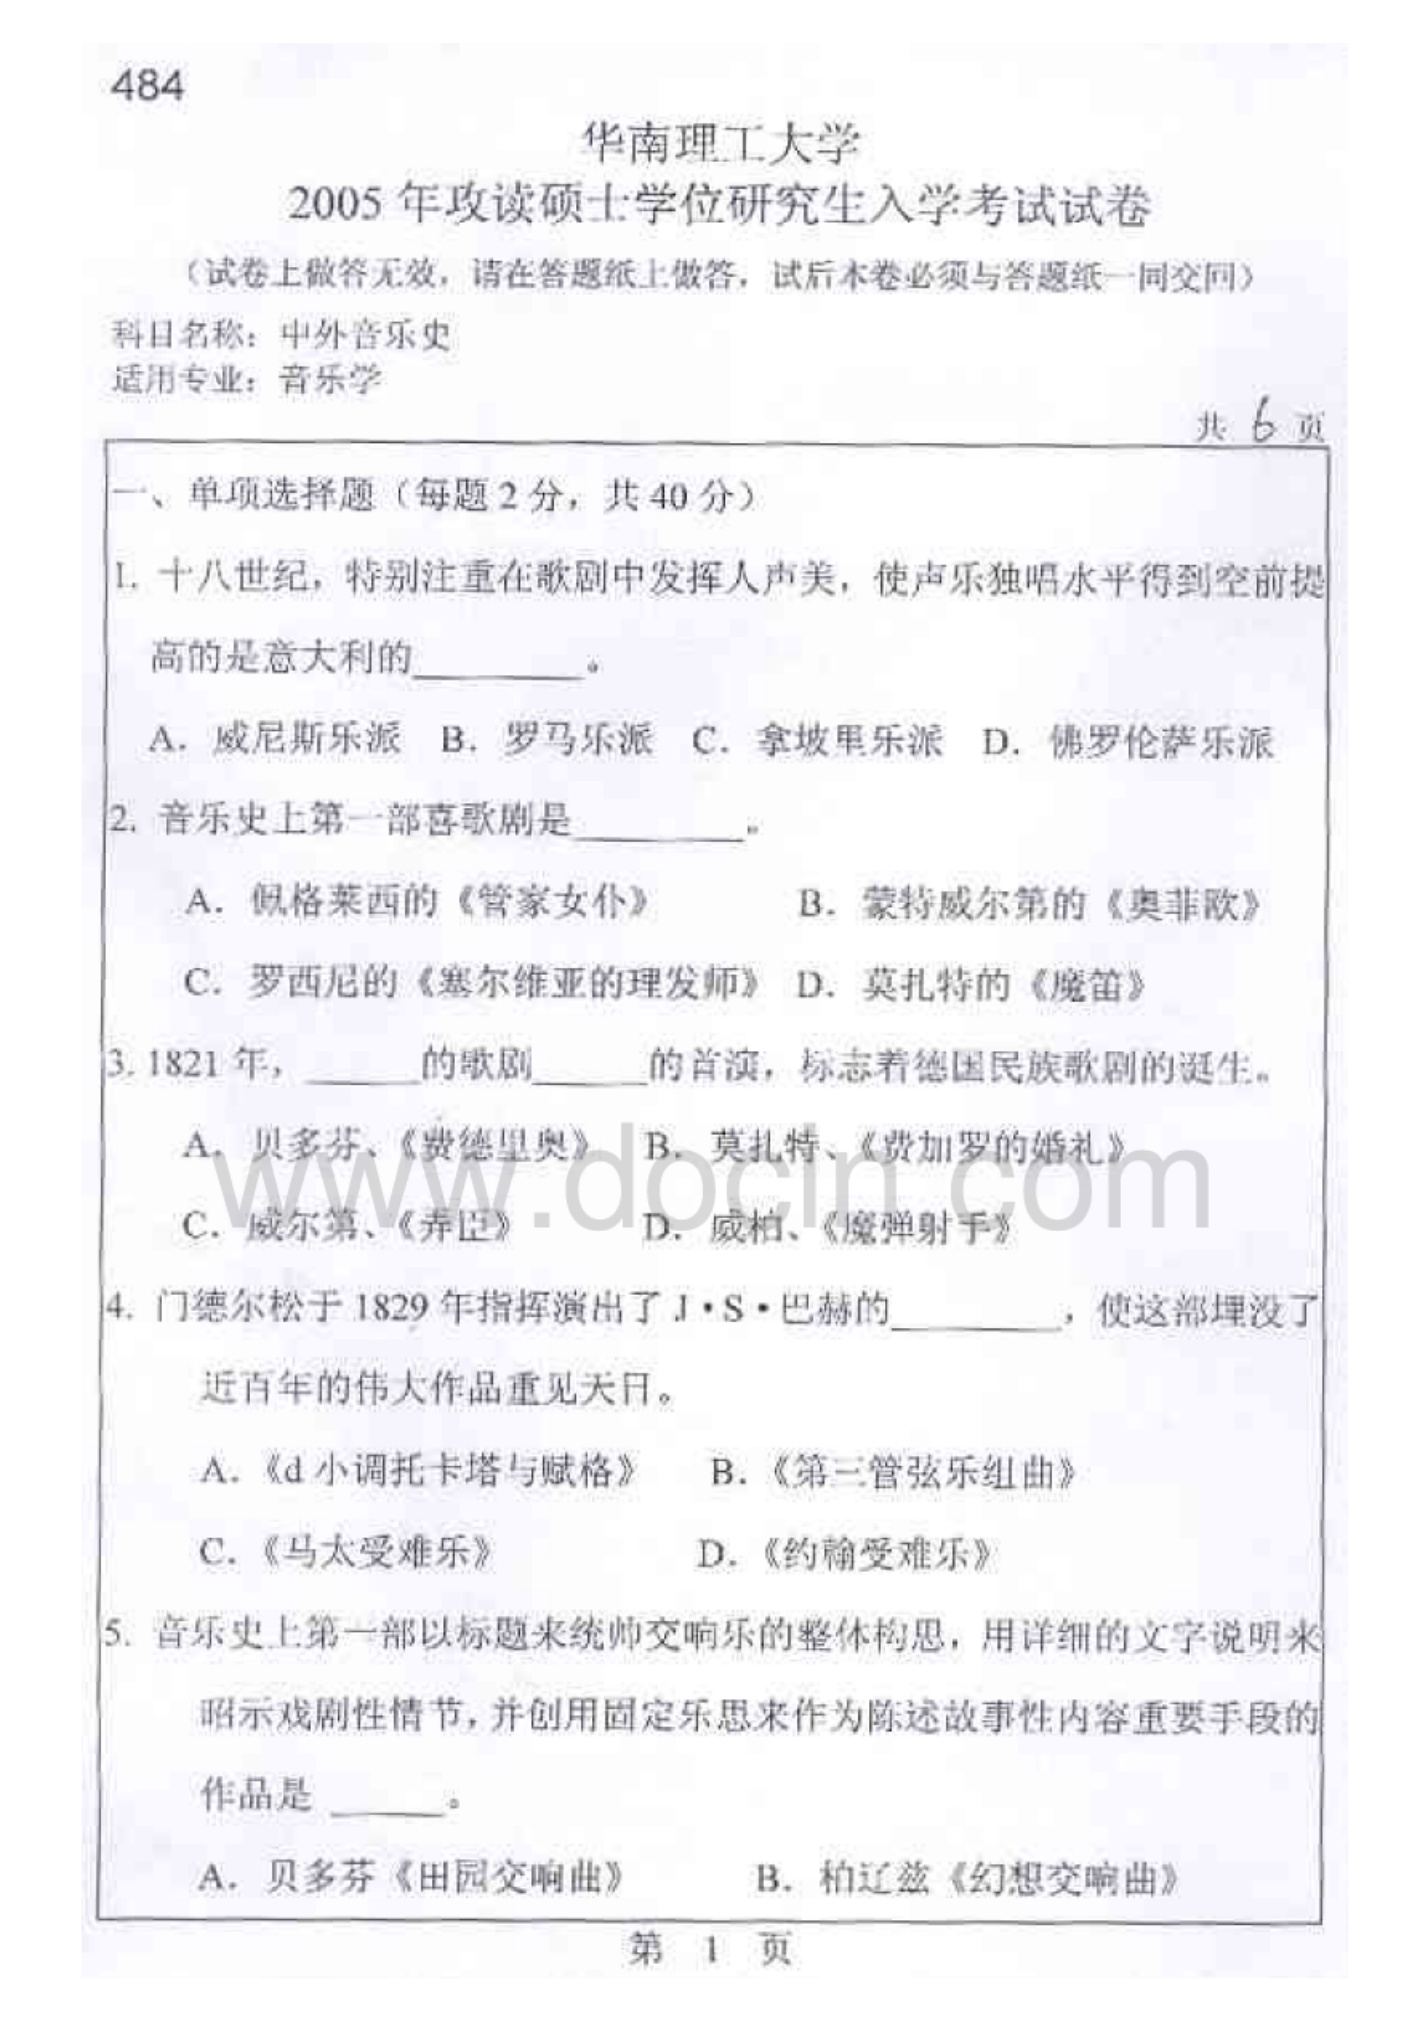 484
华南理工大学
2005 年攻读硕士学位研究生入学考试试卷
（试卷上做答无效，请在答题纸上做答，试后本卷必须与答题纸一同交回）
科目名称：中外音乐史
适用专业：音乐学
共 6 页
一、单项选择题（每题 2 分，共 40 分）
1. 十八世纪，特别注重在歌剧中发挥人声美，使声乐独唱水平得到空前提
高的是意大利的________。
A．威尼斯乐派 B．罗马乐派 C．拿坡里乐派 D．佛罗伦萨乐派
2. 音乐史上第一部喜歌剧是________。
A．佩格莱西的《管家女仆》 B．蒙特威尔第的《奥菲欧》
C．罗西尼的《塞尔维亚的理发师》 D．莫扎特的《魔笛》
3. 1821 年，______的歌剧______的首演，标志着德国民族歌剧的诞生。
A．贝多芬、《费德里奥》 B．莫扎特、《费加罗的婚礼》
www.docin.com
C．威尔第、《弄臣》 D．威柏、《魔弹射手》
4. 门德尔松于 1829 年指挥演出了 J·S·巴赫的________，使这部埋没了
近百年的伟大作品重见天日。
A．《d 小调托卡塔与赋格》 B．《第三管弦乐组曲》
C．《马太受难乐》 D．《约翰受难乐》
5. 音乐史上第一部以标题来统帅交响乐的整体构思，用详细的文字说明来
昭示戏剧性情节，并创用固定乐思来作为陈述故事性内容重要手段的
作品是 ______。
A．贝多芬《田园交响曲》 B．柏辽兹《幻想交响曲》
第 1 页